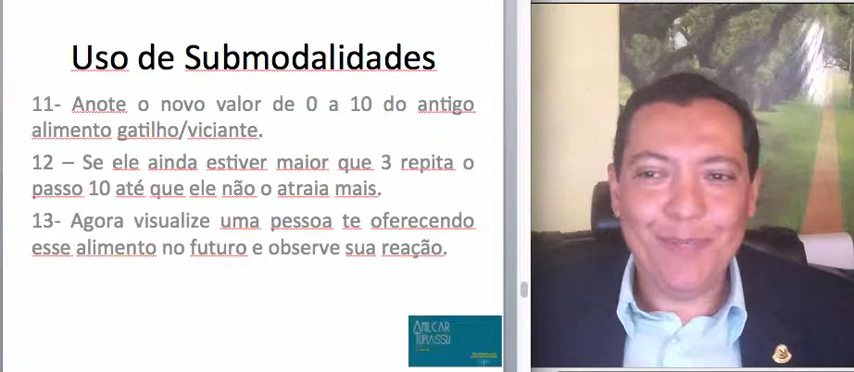 Uso de Submodalidades
11- Anote o novo valor de 0 a 10 do antigo
alimento gatilho/viciante.
12 – Se ele ainda estiver maior que 3 repita o
passo 10 até que ele não o atraia mais.
13- Agora visualize uma pessoa te oferecendo
esse alimento no futuro e observe sua reação.
AMILCAR
TUPIASSU